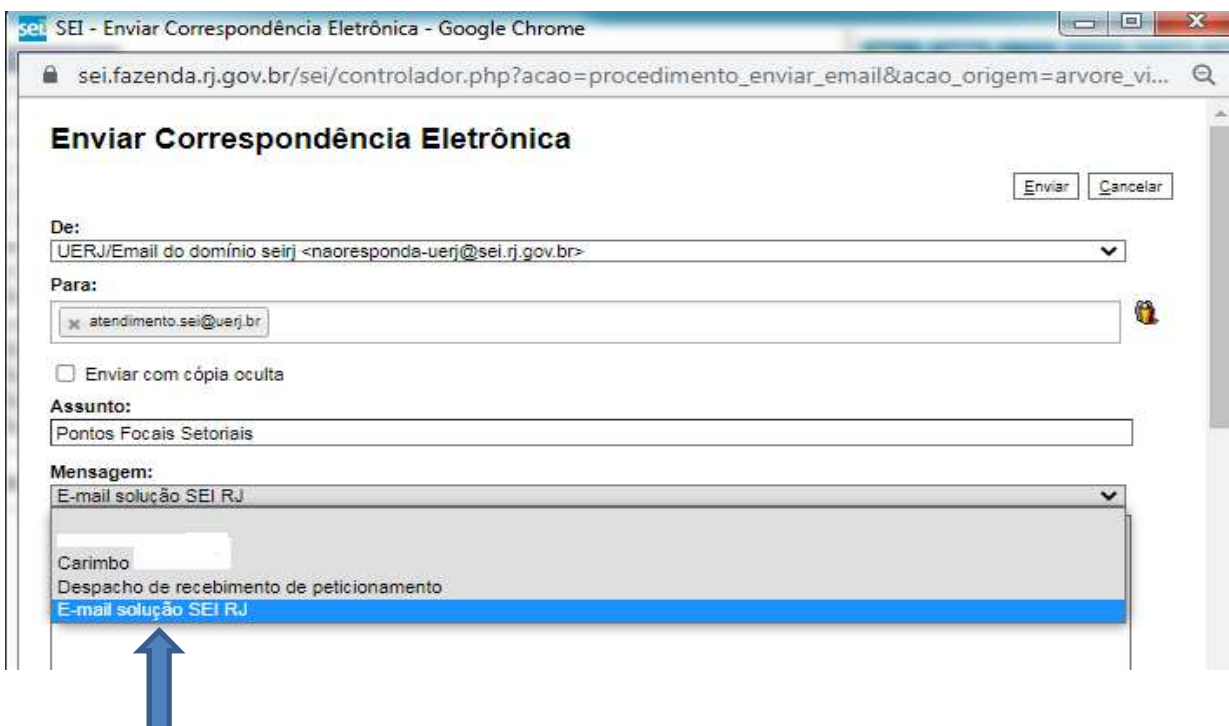 sei SEI - Enviar Correspondência Eletrônica - Google Chrome
sei.fazenda.rj.gov.br/sei/controlador.php?acao=procedimento_enviar_email&acao_origem=arvore_vi...
Enviar Correspondência Eletrônica
Enviar Cancelar
De:
UERJ/Email do domínio seirj <naoresponda-uerj@sei.rj.gov.br>
Para:
atendimento.sei@uerj.br
Enviar com cópia oculta
Assunto:
Pontos Focais Setoriais
Mensagem:
E-mail solução SEI RJ
Carimbo
Despacho de recebimento de peticionamento
E-mail solução SEI RJ